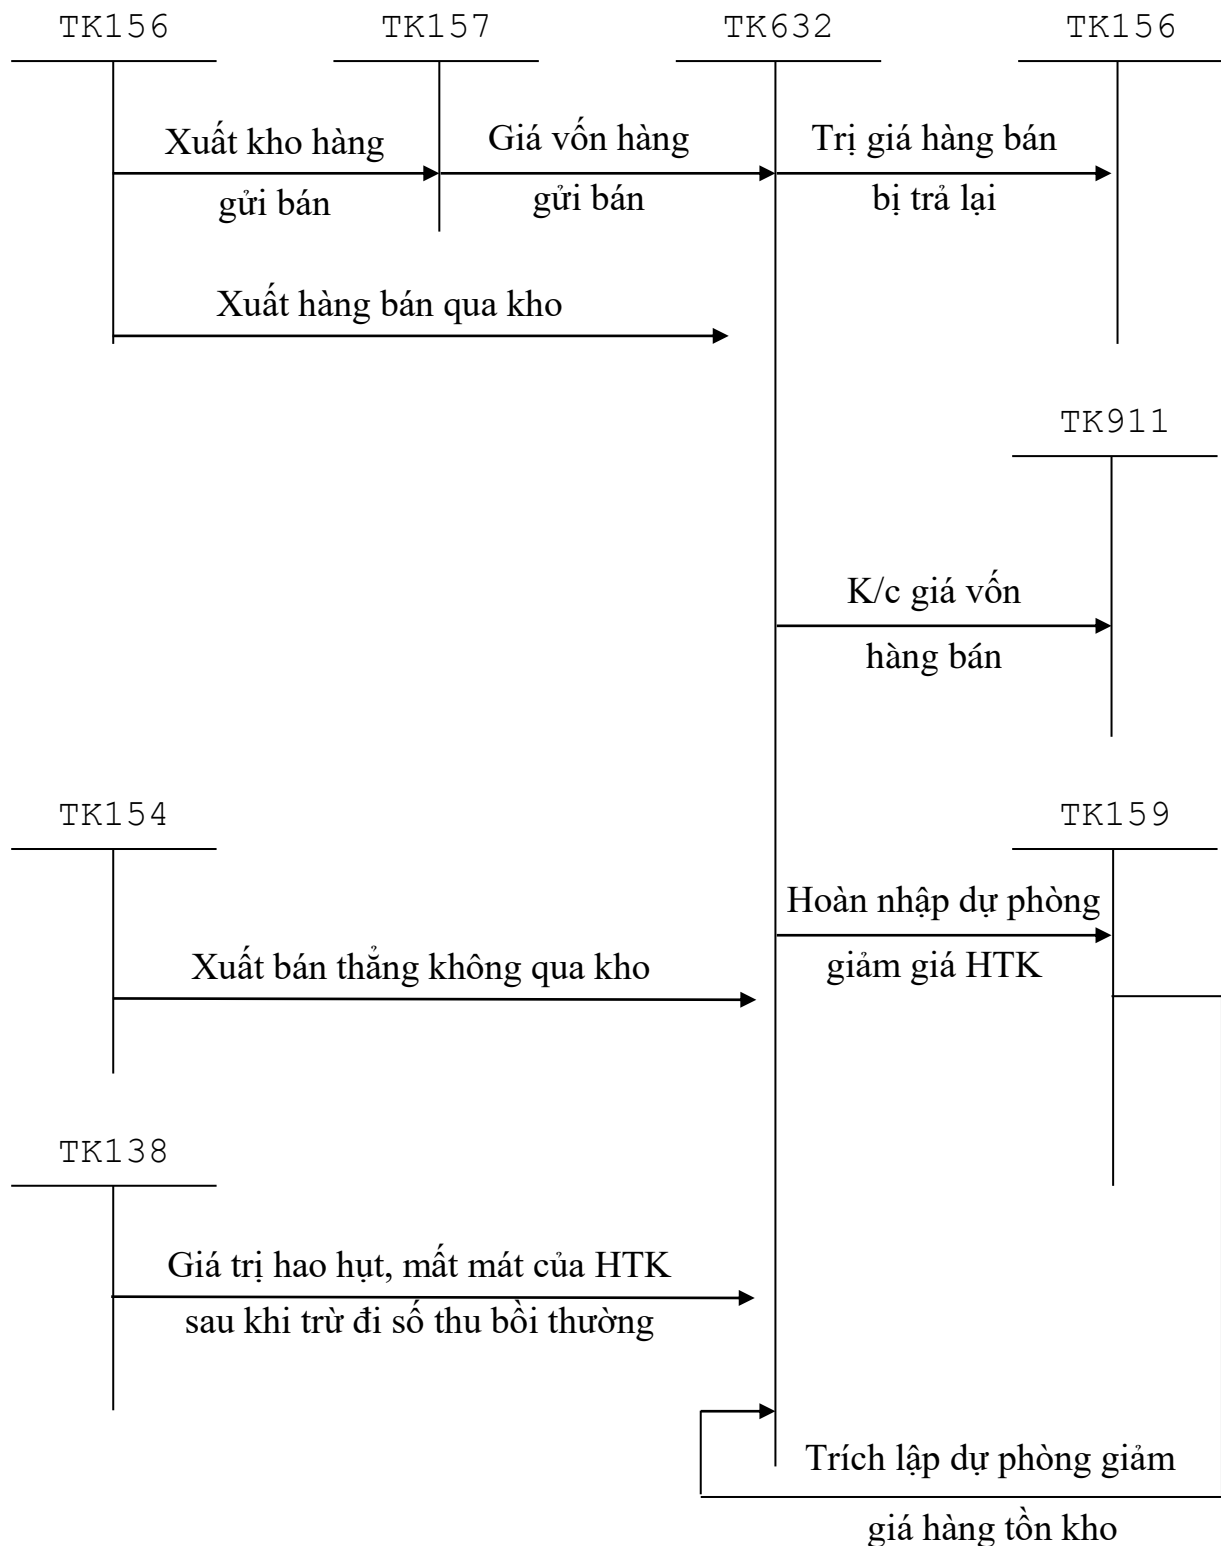 TK156
TK157
TK632
TK156
Xuất kho hàng
gửi bán
Giá vốn hàng
gửi bán
Trị giá hàng bán
bị trả lại
Xuất hàng bán qua kho
TK911
K/c giá vốn
hàng bán
TK154
TK159
Hoàn nhập dự phòng
giảm giá HTK
Xuất bán thẳng không qua kho
TK138
Giá trị hao hụt, mất mát của HTK
sau khi trừ đi số thu bồi thường
Trích lập dự phòng giảm
giá hàng tồn kho